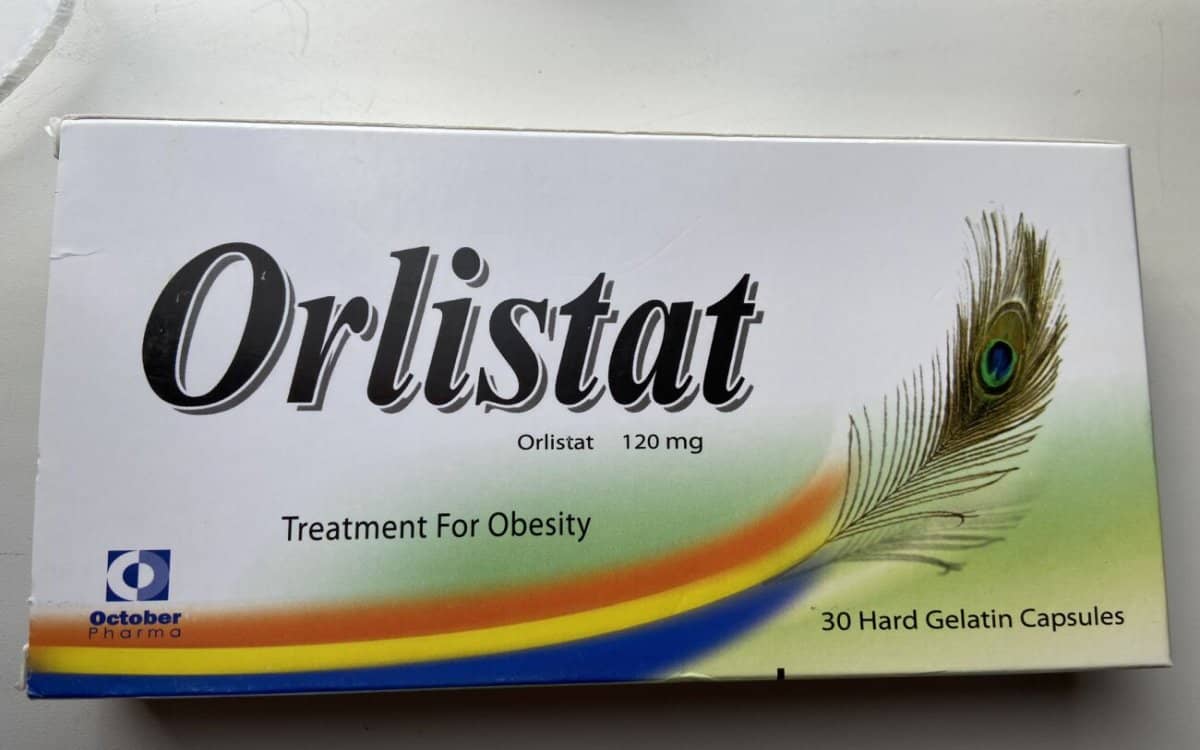 Orlistat
Orlistat 120 mg
Treatment For Obesity
October
Pharma
30 Hard Gelatin Capsules